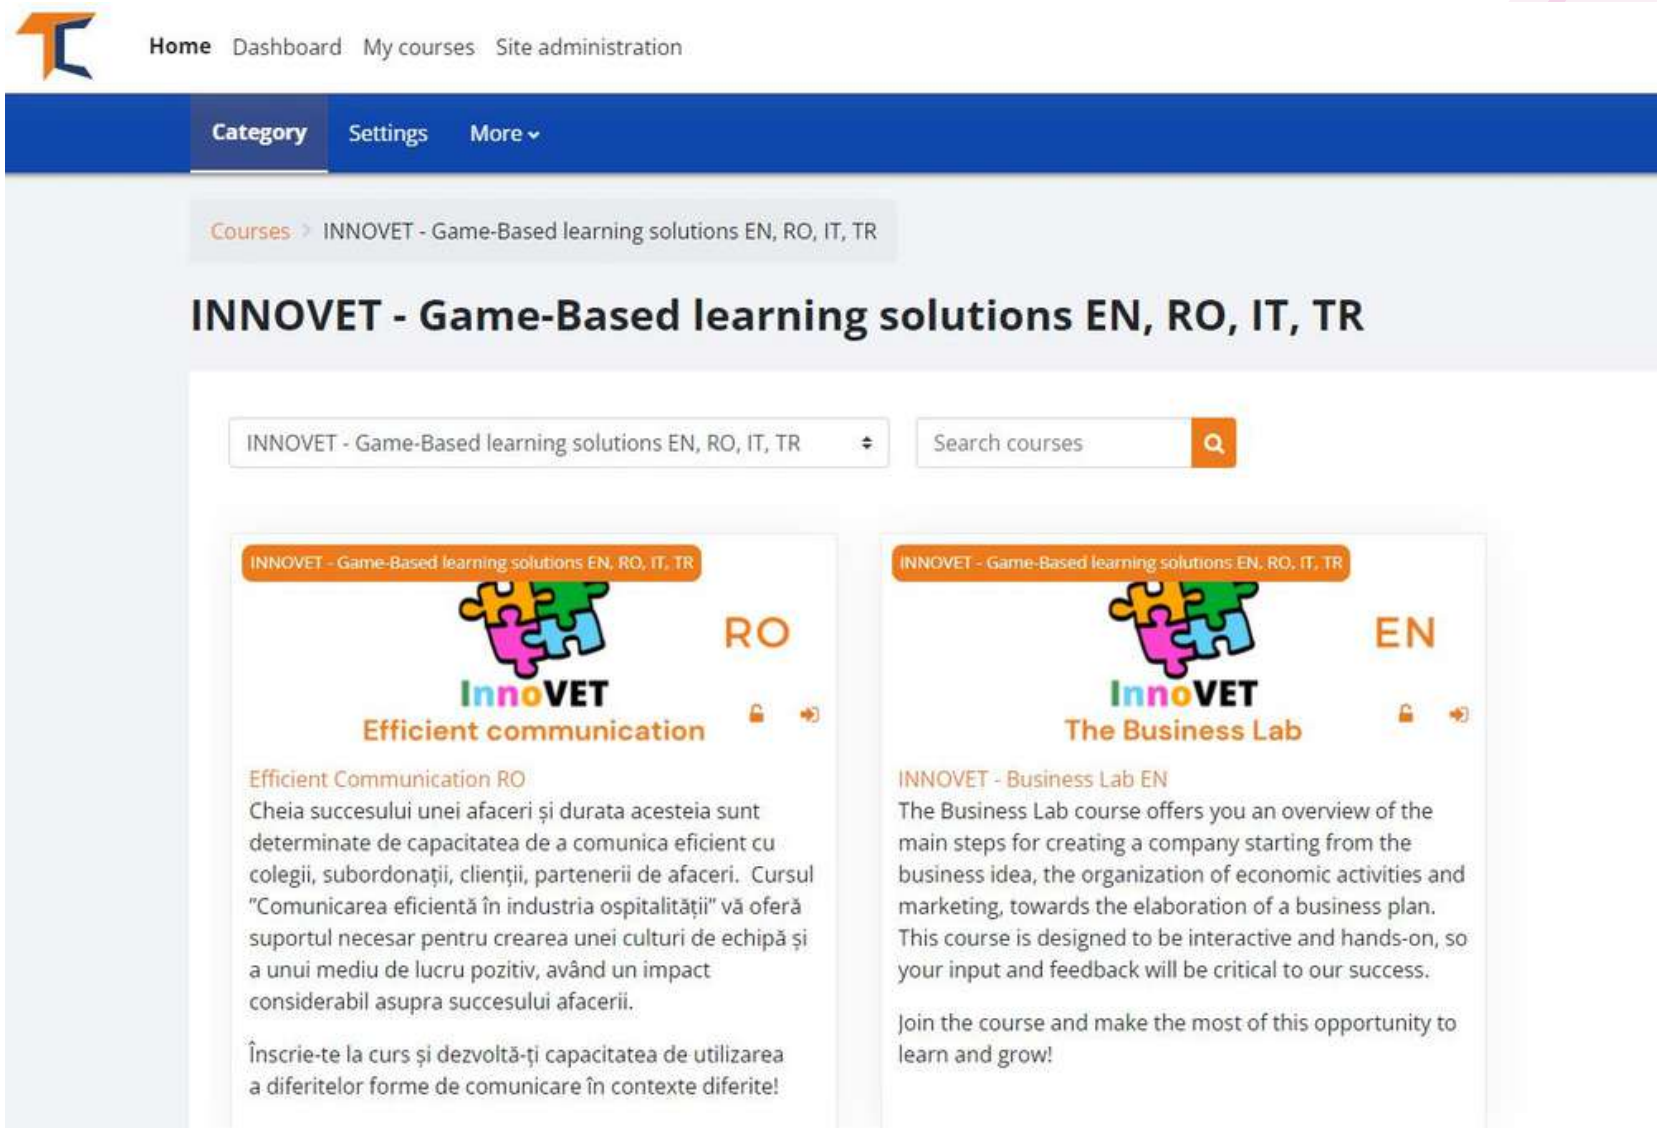 TC
Home Dashboard My courses Site administration
Category Settings More
Courses > INNOVET - Game-Based learning solutions EN, RO, IT, TR
INNOVET - Game-Based learning solutions EN, RO, IT, TR
INNOVET - Game-Based learning solutions EN, RO, IT, TR
Search courses
INNOVET - Game-Based learning solutions EN, RO, IT, TR
RO
InnoVET
Efficient communication
Efficient Communication RO
Cheia succesului unei afaceri și durata acesteia sunt
determinate de capacitatea de a comunica eficient cu
colegii, subordonații, clienții, partenerii de afaceri. Cursul
"Comunicarea eficientă în industria ospitalității" vă oferă
suportul necesar pentru crearea unei culturi de echipă și
a unui mediu de lucru pozitiv, având un impact
considerabil asupra succesului afacerii.
Înscrie-te la curs și dezvoltă-ți capacitatea de utilizarea
a diferitelor forme de comunicare în contexte diferite!
INNOVET - Game-Based learning solutions EN, RO, IT, TR
EN
InnoVET
The Business Lab
INNOVET - Business Lab EN
The Business Lab course offers you an overview of the
main steps for creating a company starting from the
business idea, the organization of economic activities and
marketing, towards the elaboration of a business plan.
This course is designed to be interactive and hands-on, so
your input and feedback will be critical to our success.
Join the course and make the most of this opportunity to
learn and grow!